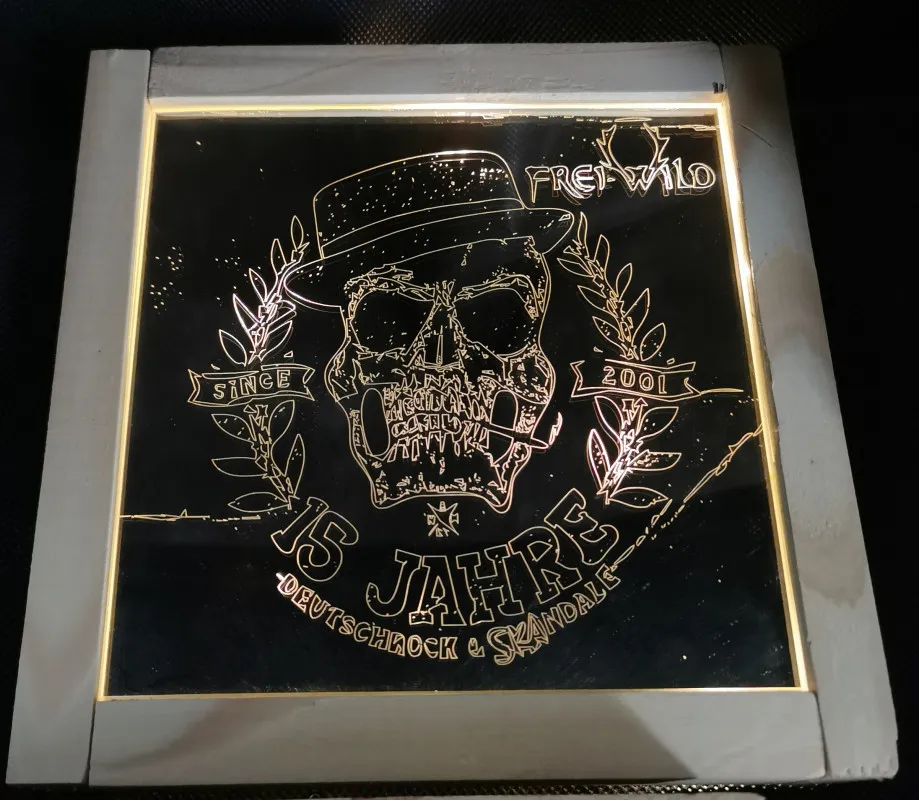 FREI-WILD
SINCE
2001
15 JAHRE
DEUTSCHROCK & SKANDALE